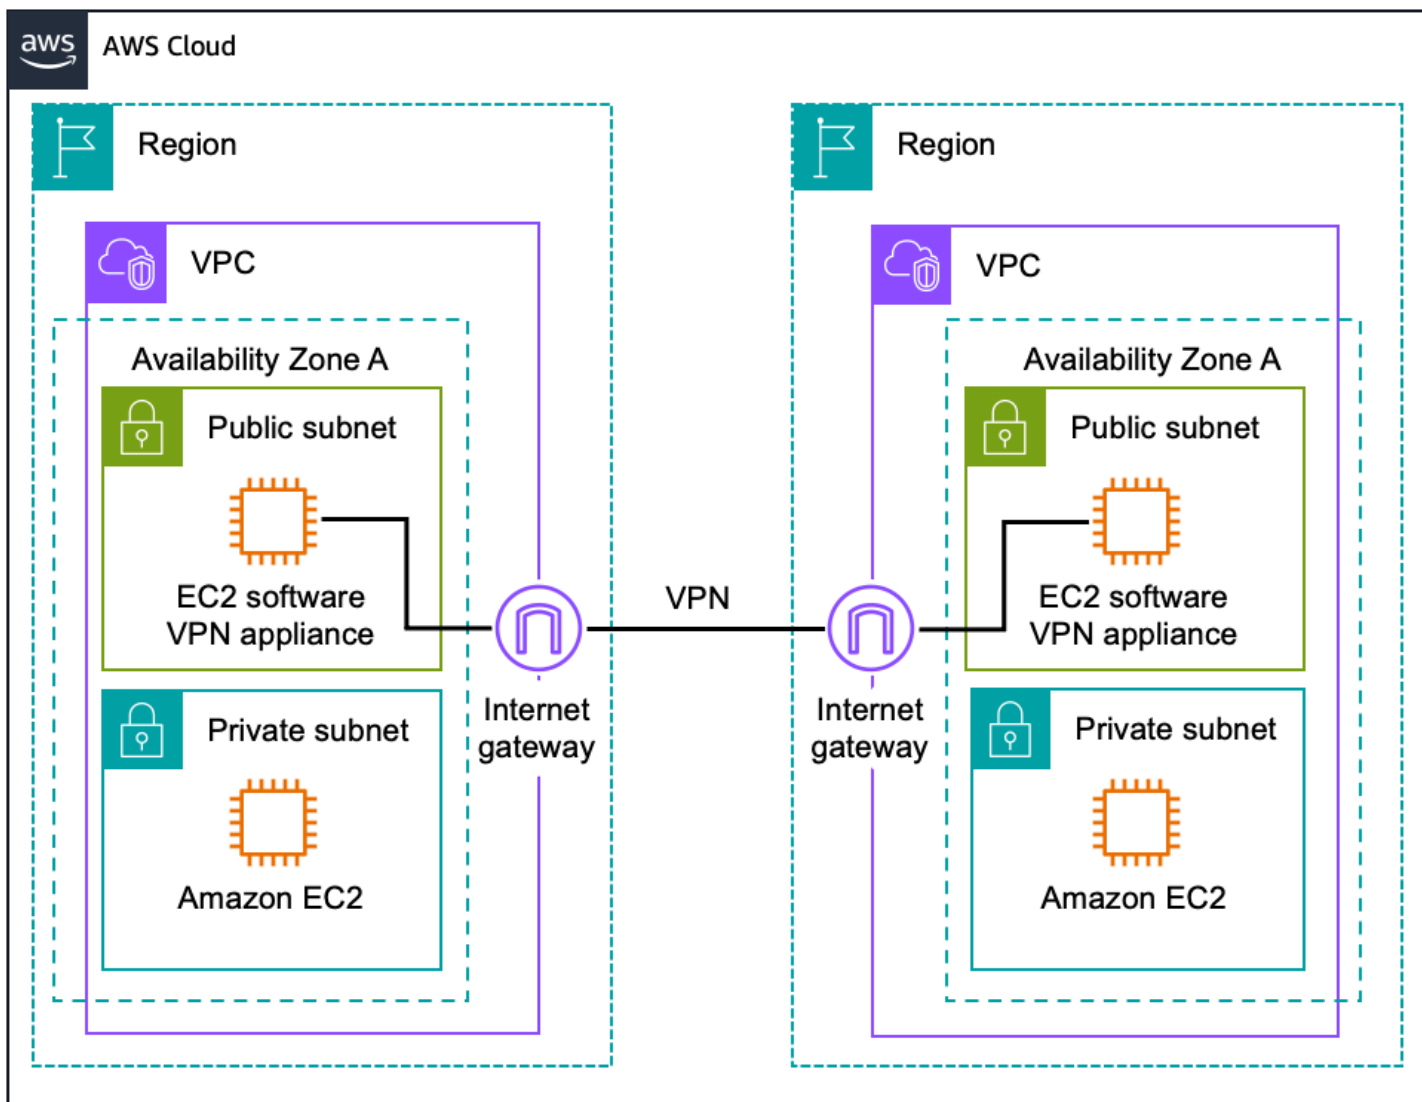 aws
AWS Cloud
Region
VPC
Availability Zone A
Public subnet
EC2 software
VPN appliance
Private subnet
Amazon EC2
Internet
gateway
VPN
Region
VPC
Availability Zone A
Public subnet
EC2 software
VPN appliance
Private subnet
Amazon EC2
Internet
gateway